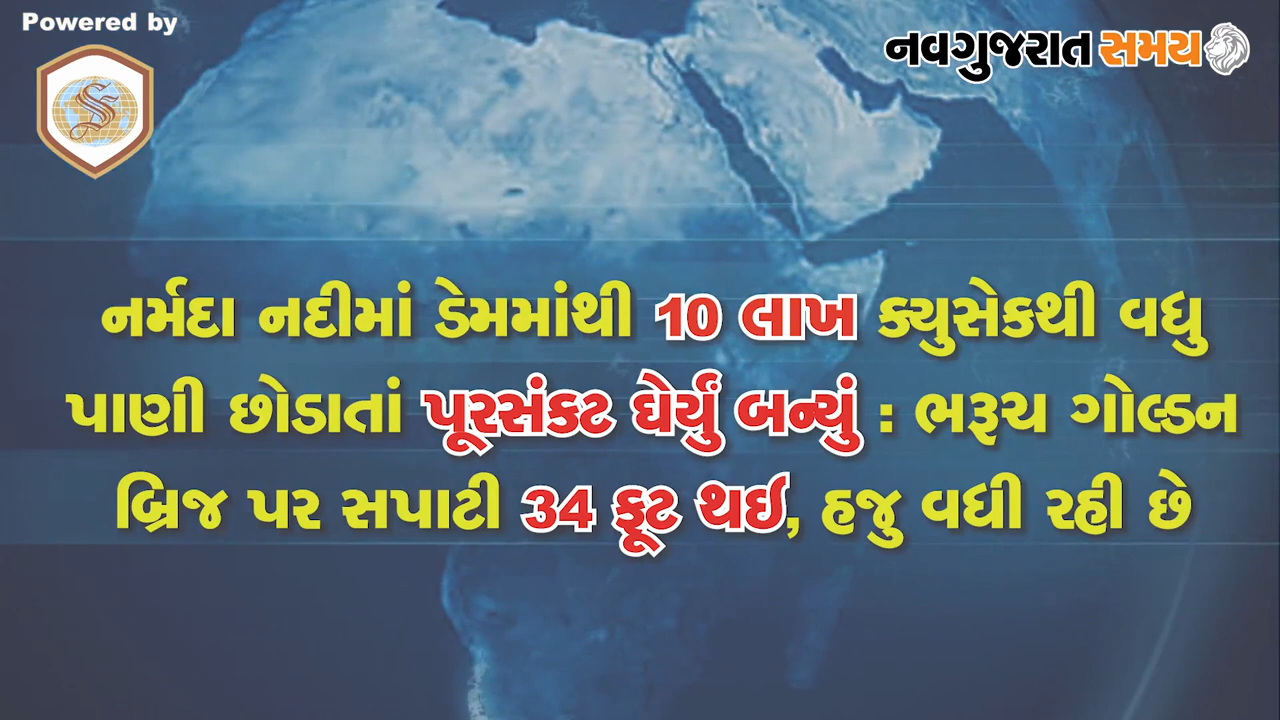 Powered by
નવગુજરાત સમય
S
નર્મદા નદીમાં ડેમમાંથી 10 લાખ ક્યુસેકથી વધુ
પાણી છોડાતાં પૂરસંકટ ઘેર્યું બન્યું : ભરૂચ ગોલ્ડન
બ્રિજ પર સપાટી 34 ફૂટ થઇ, હજુ વધી રહી છે